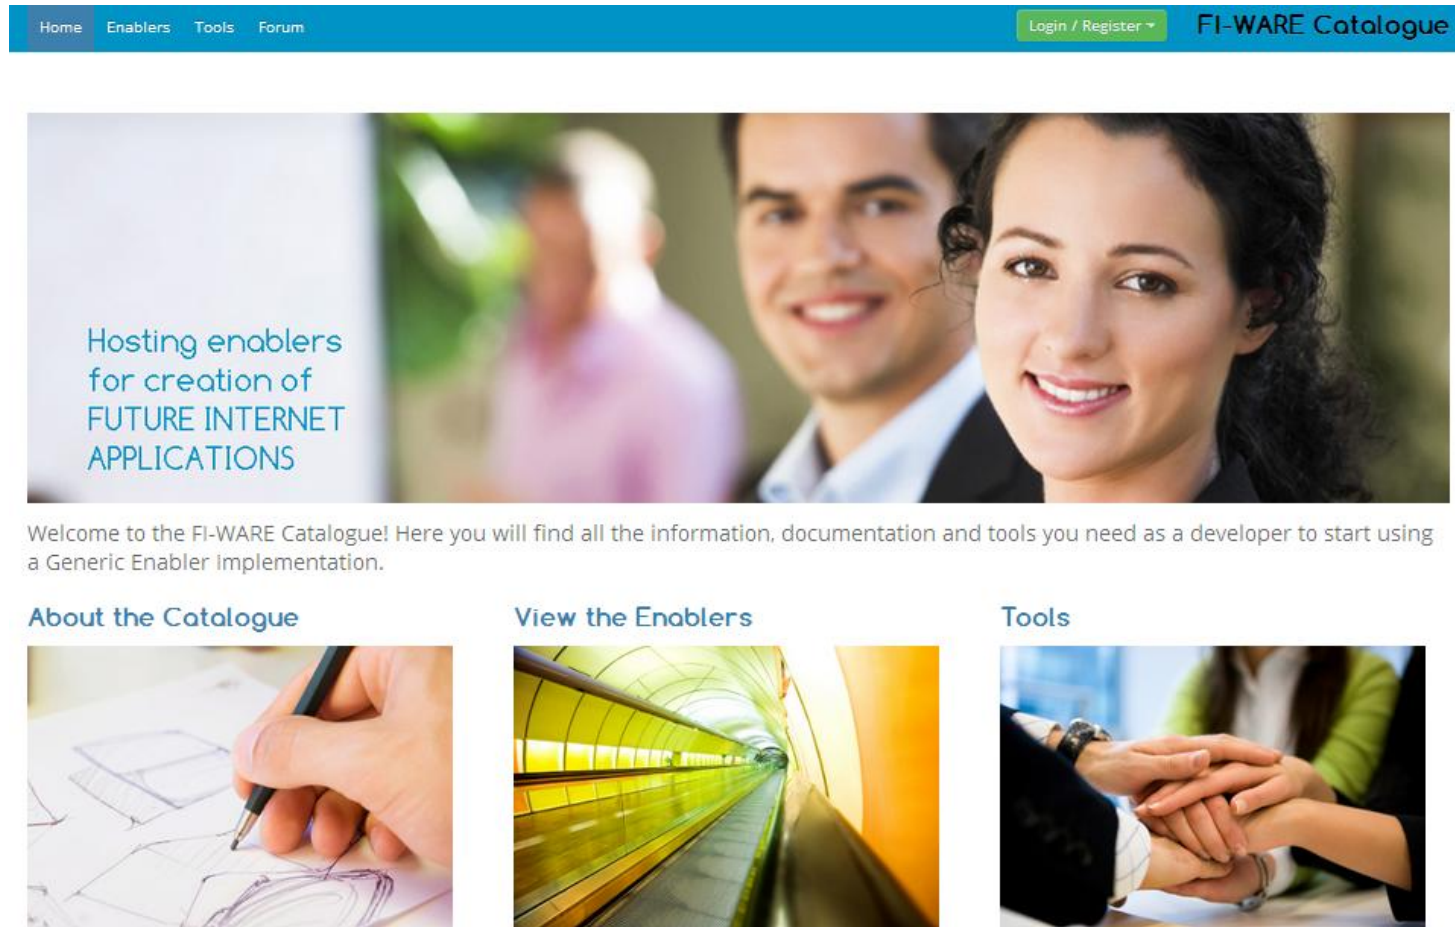 Home Enablers Tools Forum Login / Register FI-WARE Catalogue
Hosting enablers
for creation of
FUTURE INTERNET
APPLICATIONS
Welcome to the FI-WARE Catalogue! Here you will find all the information, documentation and tools you need as a developer to start using
a Generic Enabler implementation.
About the Catalogue
View the Enablers
Tools